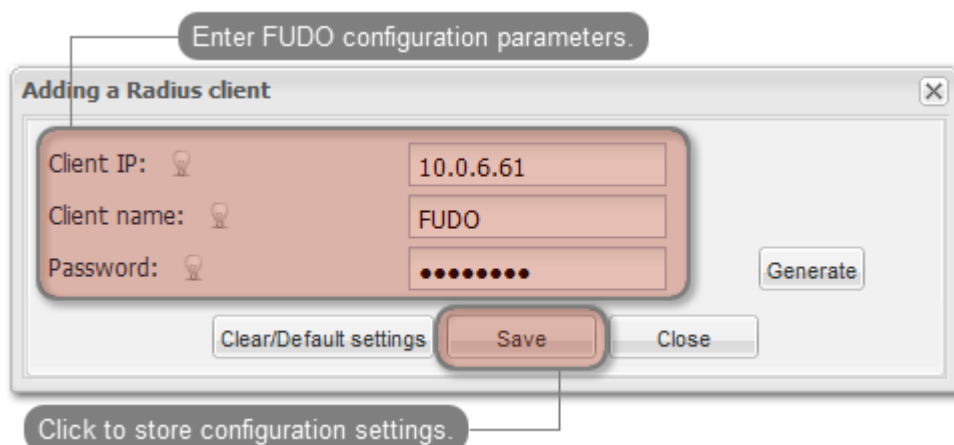 Enter FUDO configuration parameters.
Adding a Radius client
Client IP: 10.0.6.61
Client name: FUDO
Password: ●●●●●●●●
Generate
Clear/Default settings Save Close
Click to store configuration settings.